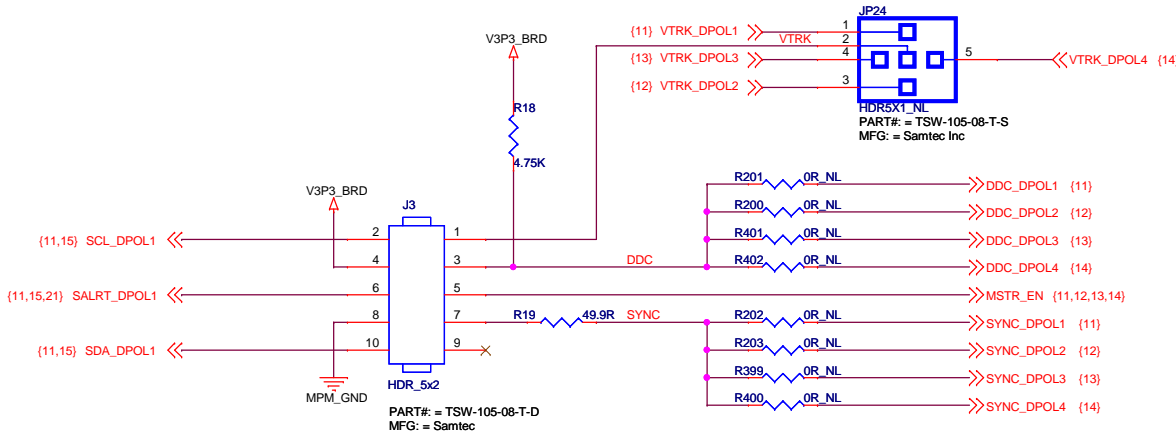 JP24
{11} VTRK_DPOL1 1
VTRK 2
{13} VTRK_DPOL3 4
5 VTRK_DPOL4 {14}
{12} VTRK_DPOL2 3
HDR5X1_NL
PART#: = TSW-105-08-T-S
MFG: = Samtec Inc
V3P3_BRD
R18
4.75K
V3P3_BRD
J3
R201 0R_NL DDC_DPOL1 {11}
R200 0R_NL DDC_DPOL2 {12}
{11,15} SCL_DPOL1 2 1
R401 0R_NL DDC_DPOL3 {13}
4 3 DDC R402 0R_NL DDC_DPOL4 {14}
{11,15,21} SALRT_DPOL1 6 5 MSTR_EN {11,12,13,14}
8 7 R19 49.9R SYNC R202 0R_NL SYNC_DPOL1 {11}
{11,15} SDA_DPOL1 10 9
R203 0R_NL SYNC_DPOL2 {12}
R399 0R_NL SYNC_DPOL3 {13}
R400 0R_NL SYNC_DPOL4 {14}
HDR_5x2
MPM_GND
PART#: = TSW-105-08-T-D
MFG: = Samtec